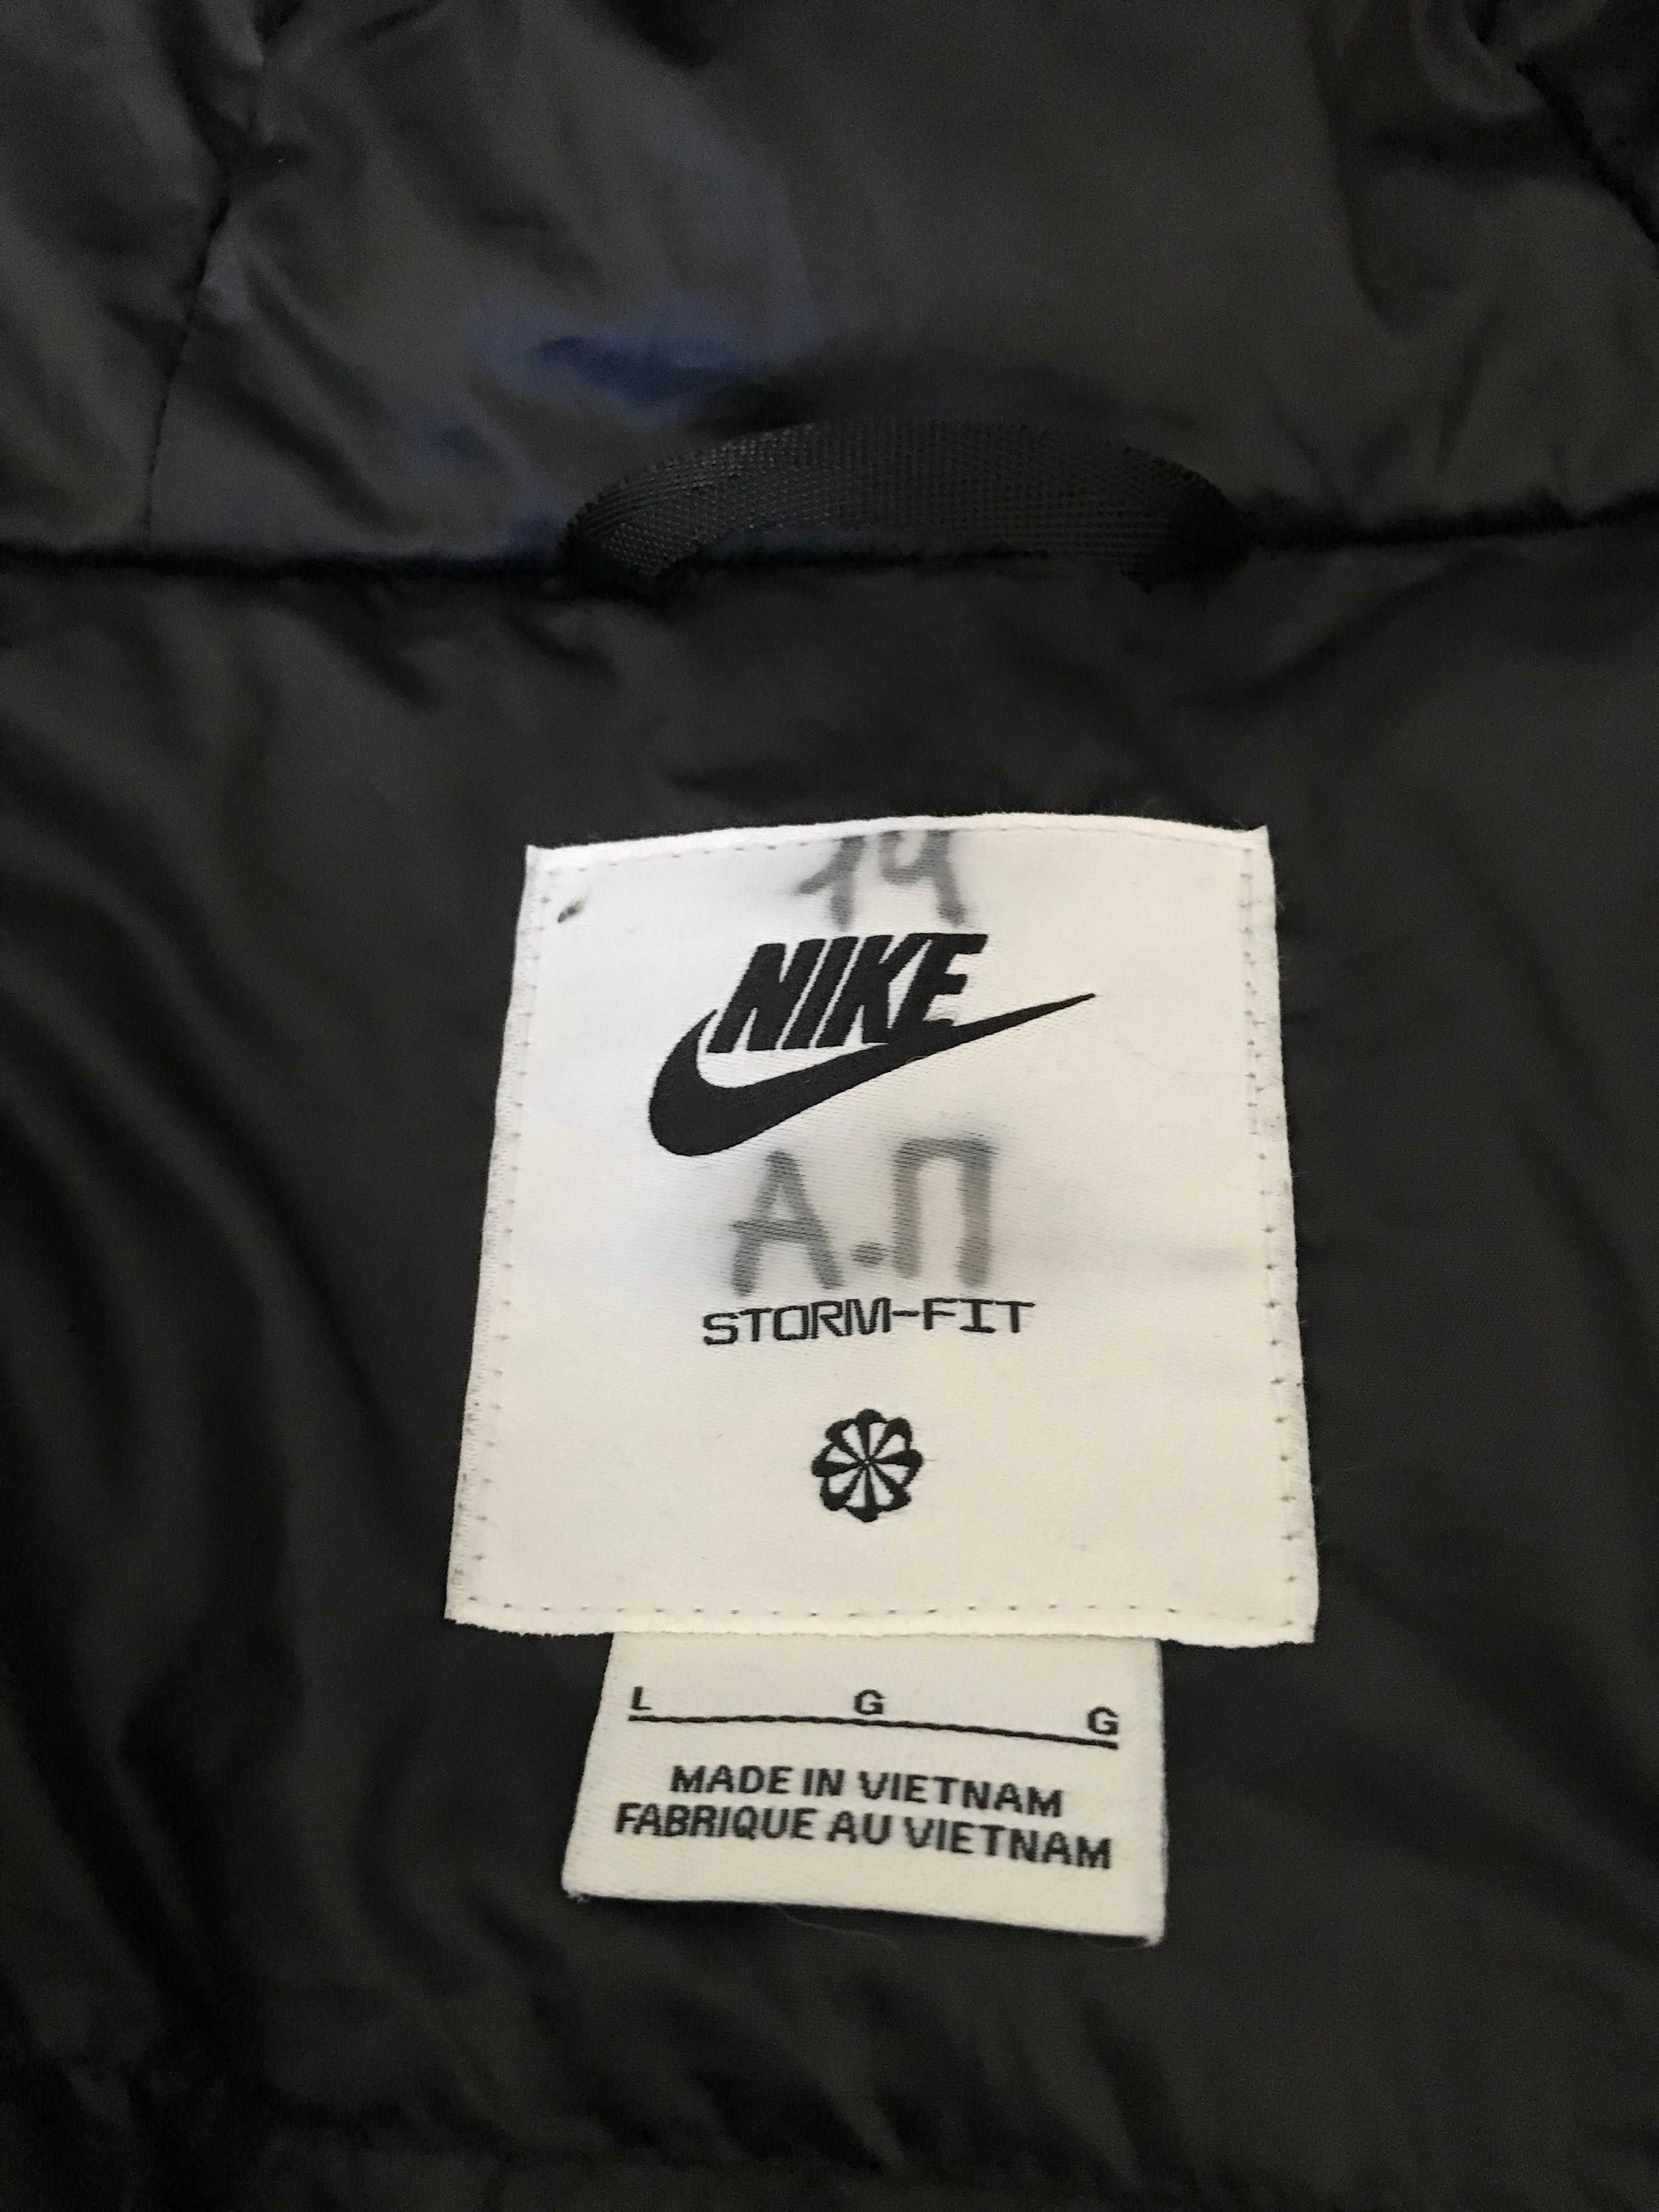 14
NIKE
А.П
STORM-FIT
L G G
MADE IN VIETNAM
FABRIQUE AU VIETNAM